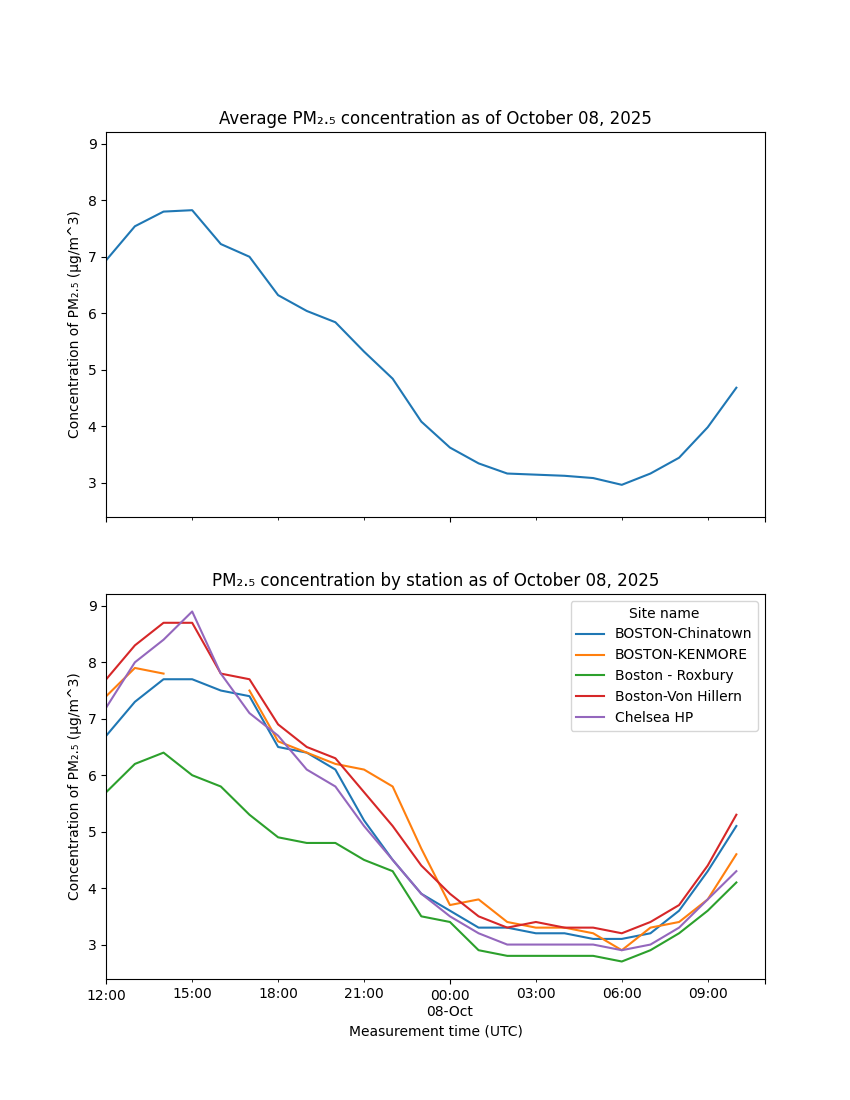 Average PM₂.₅ concentration as of October 08, 2025
Concentration of PM₂.₅ (µg/m^3)
9
8
7
6
5
4
3
PM₂.₅ concentration by station as of October 08, 2025
Concentration of PM₂.₅ (µg/m^3)
9
8
7
6
5
4
3
Site name
BOSTON-Chinatown
BOSTON-KENMORE
Boston - Roxbury
Boston-Von Hillern
Chelsea HP
12:00 15:00 18:00 21:00 00:00 03:00 06:00 09:00
08-Oct
Measurement time (UTC)